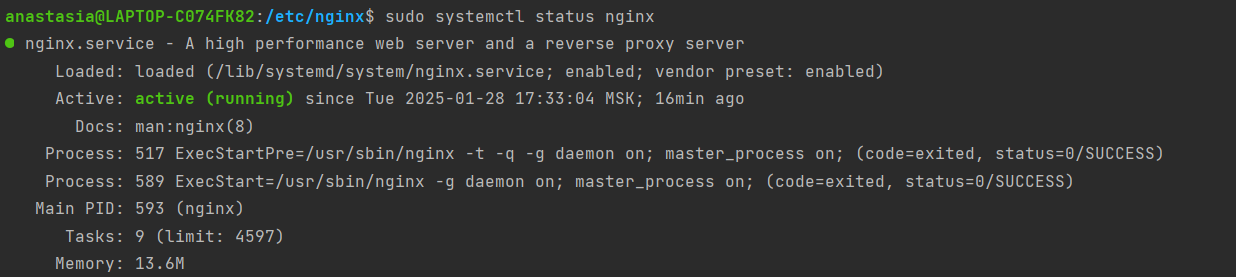 anastasia@LAPTOP-C074FK82:/etc/nginx$ sudo systemctl status nginx
● nginx.service - A high performance web server and a reverse proxy server
Loaded: loaded (/lib/systemd/system/nginx.service; enabled; vendor preset: enabled)
Active: active (running) since Tue 2025-01-28 17:33:04 MSK; 16min ago
Docs: man:nginx(8)
Process: 517 ExecStartPre=/usr/sbin/nginx -t -q -g daemon on; master_process on; (code=exited, status=0/SUCCESS)
Process: 589 ExecStart=/usr/sbin/nginx -g daemon on; master_process on; (code=exited, status=0/SUCCESS)
Main PID: 593 (nginx)
Tasks: 9 (limit: 4597)
Memory: 13.6M